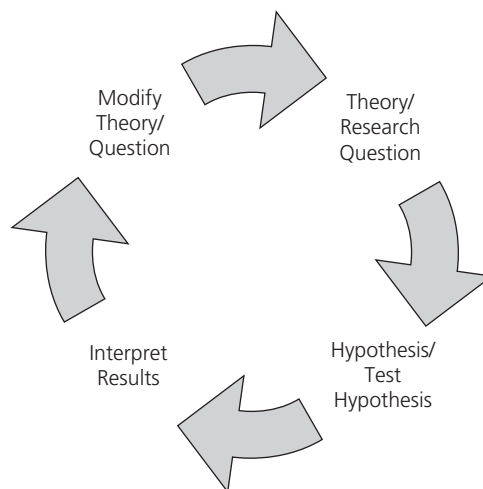 Modify
Theory/
Question
Theory/
Research
Question
Hypothesis/
Test
Hypothesis
Interpret
Results